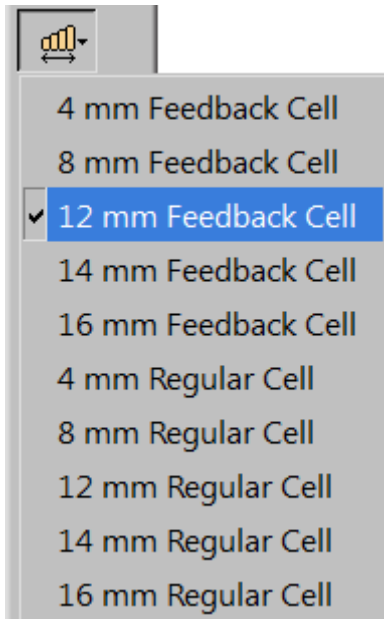 4 mm Feedback Cell
8 mm Feedback Cell
12 mm Feedback Cell
14 mm Feedback Cell
16 mm Feedback Cell
4 mm Regular Cell
8 mm Regular Cell
12 mm Regular Cell
14 mm Regular Cell
16 mm Regular Cell